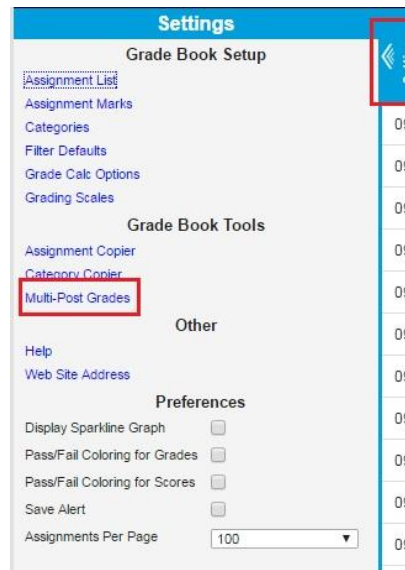 Settings
Grade Book Setup
Assignment List
Assignment Marks
Categories
Filter Defaults
Grade Calc Options
Grading Scales
Grade Book Tools
Assignment Copier
Category Copier
Multi-Post Grades
Other
Help
Web Site Address
Preferences
Display Sparkline Graph
Pass/Fail Coloring for Grades
Pass/Fail Coloring for Scores
Save Alert
Assignments Per Page 100